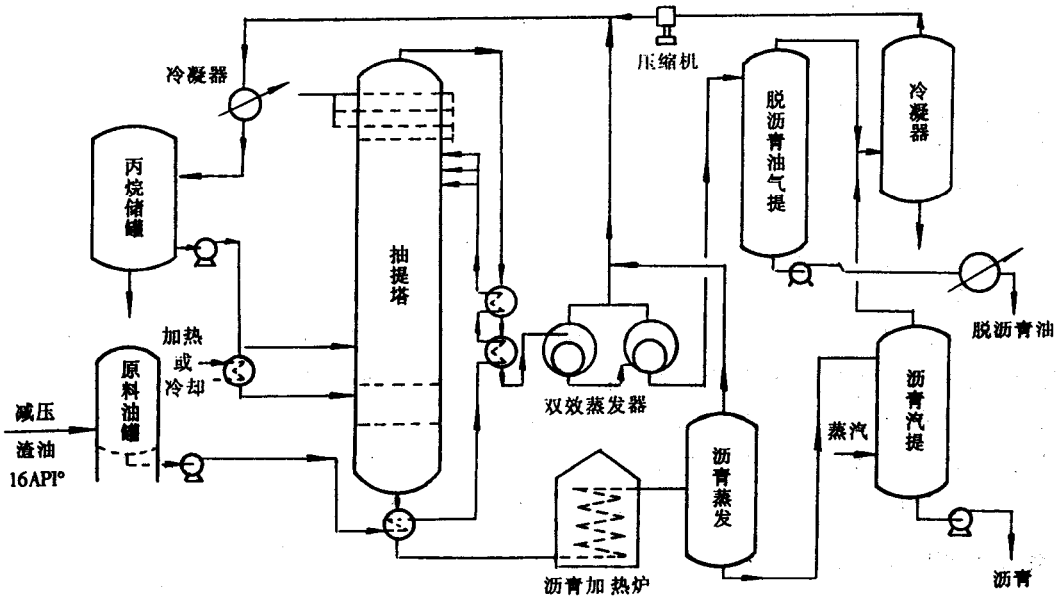 压缩机
冷凝器
冷凝器
脱沥青油气提
丙烷储罐
抽提塔
脱沥青油
加热
或
冷却
原料油罐
双效蒸发器
减压
渣油
16API°
沥青蒸发
蒸汽
沥青汽提
沥青加热炉
沥青